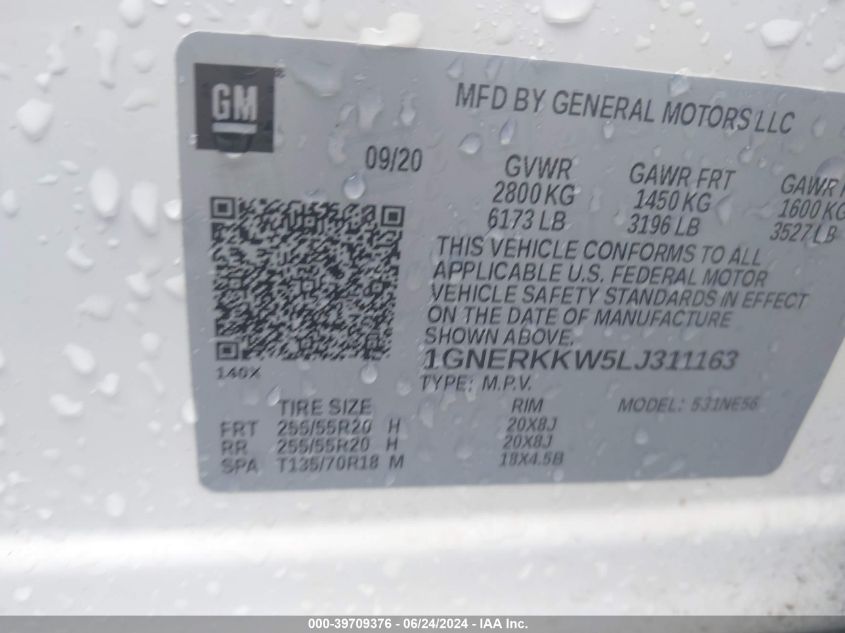 GM
MFD BY GENERAL MOTORS LLC
09/20
GVWR GAWR FRT GAWR
2800 KG 1450 KG 1600 KG
6173 LB 3196 LB 3527 LB
THIS VEHICLE CONFORMS TO ALL
APPLICABLE U.S. FEDERAL MOTOR
VEHICLE SAFETY STANDARDS IN EFFECT
ON THE DATE OF MANUFACTURE
SHOWN ABOVE.
1GNERKKW5LJ311163
140X
TYPE: M.P.V.
TIRE SIZE RIM MODEL: 531NE56
FRT 255/55R20 H 20X8J
RR 255/55R20 H 20X8J
SPA T135/70R18 M 18X4.5B
000-39709376 / 06/24/2024 - IAA Inc.